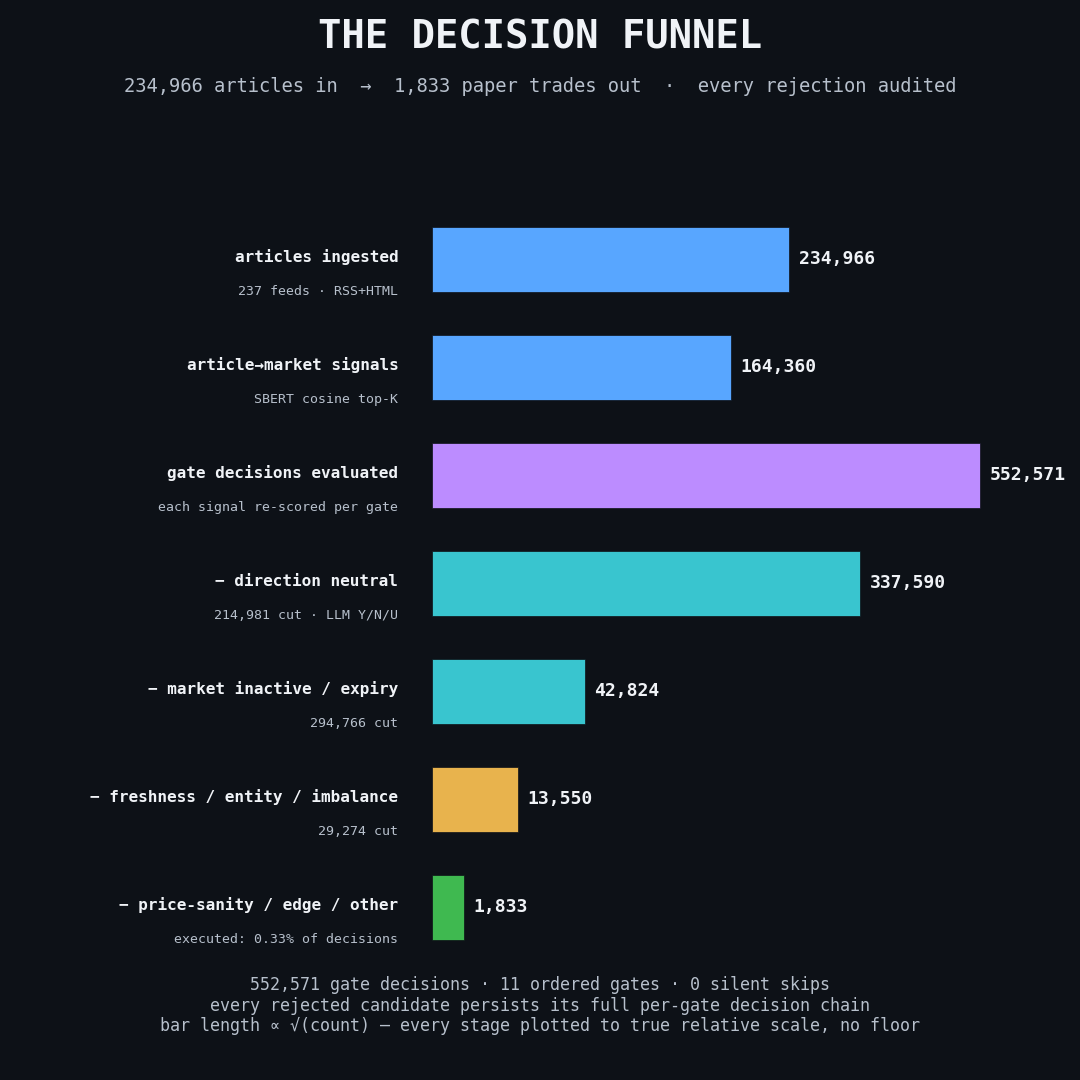 THE DECISION FUNNEL
234,966 articles in → 1,833 paper trades out · every rejection audited
articles ingested
234,966
237 feeds · RSS+HTML
article→market signals
164,360
SBERT cosine top-K
gate decisions evaluated
552,571
each signal re-scored per gate
− direction neutral
337,590
214,981 cut · LLM Y/N/U
− market inactive / expiry
42,824
294,766 cut
− freshness / entity / imbalance
13,550
29,274 cut
− price-sanity / edge / other
1,833
executed: 0.33% of decisions
552,571 gate decisions · 11 ordered gates · 0 silent skips
every rejected candidate persists its full per-gate decision chain
bar length ∝ √(count) — every stage plotted to true relative scale, no floor